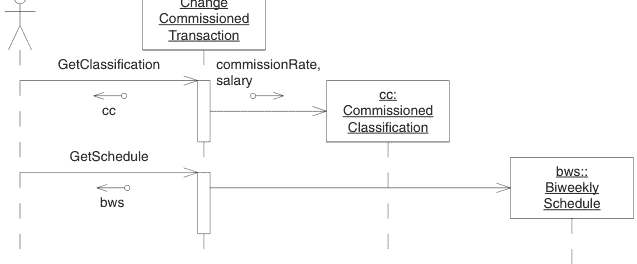 Change
Commissioned
Transaction
GetClassification
commissionRate,
salary
cc
cc:
Commissioned
Classification
GetSchedule
bws
bws::
Biweekly
Schedule